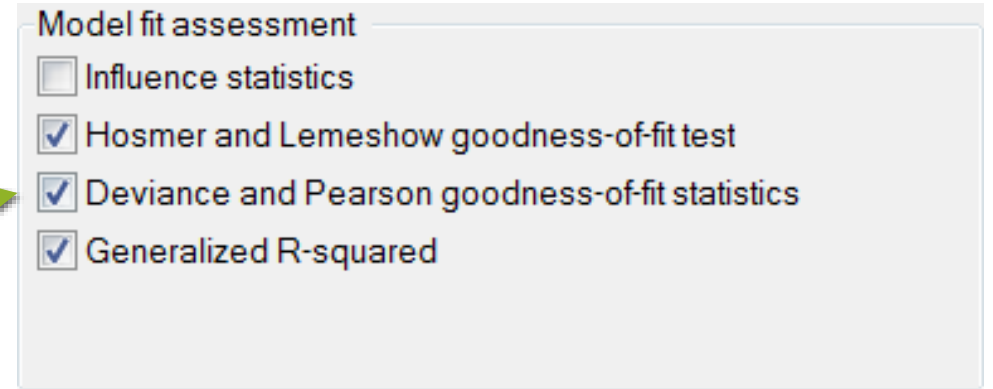 Model fit assessment
Influence statistics
Hosmer and Lemeshow goodness-of-fit test
Deviance and Pearson goodness-of-fit statistics
Generalized R-squared